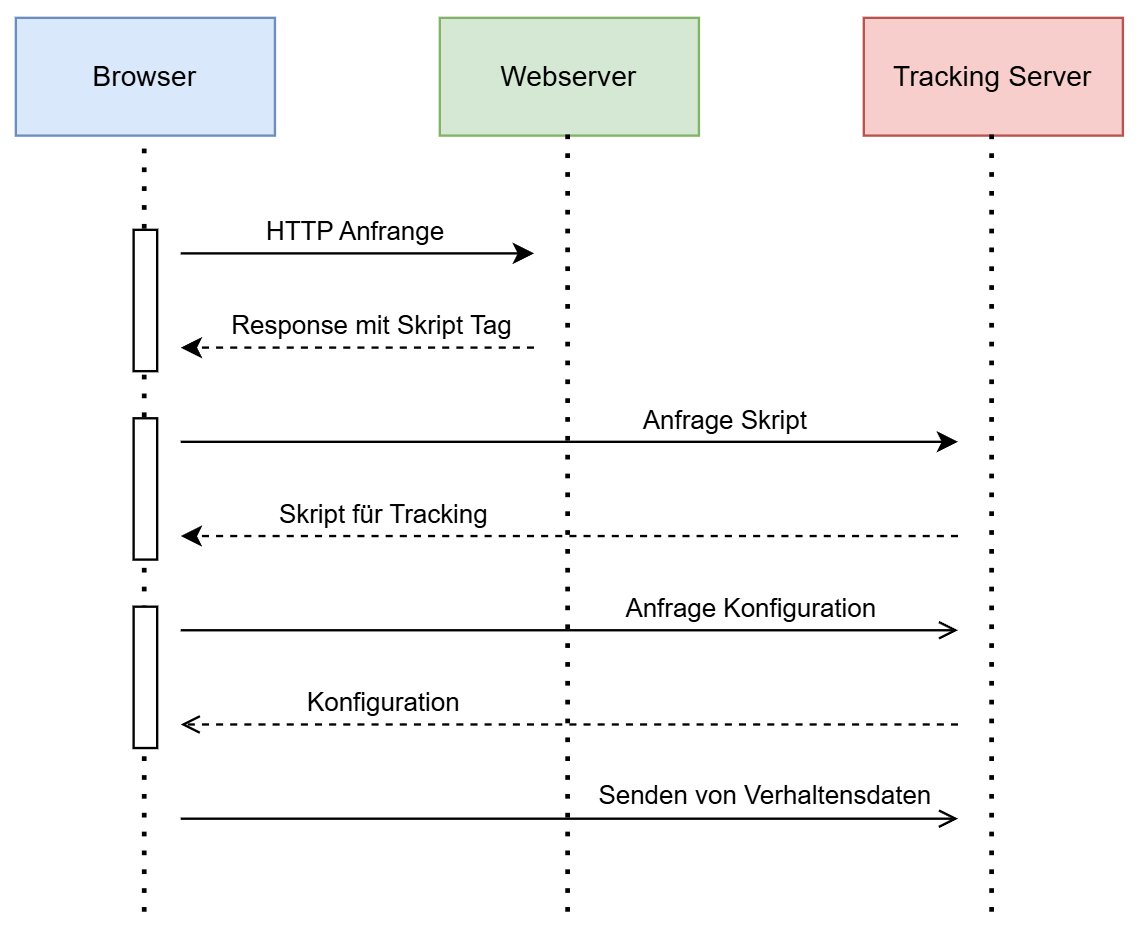 Browser
Webserver
Tracking Server
HTTP Anfrange
Response mit Skript Tag
Anfrage Skript
Skript für Tracking
Anfrage Konfiguration
Konfiguration
Senden von Verhaltensdaten